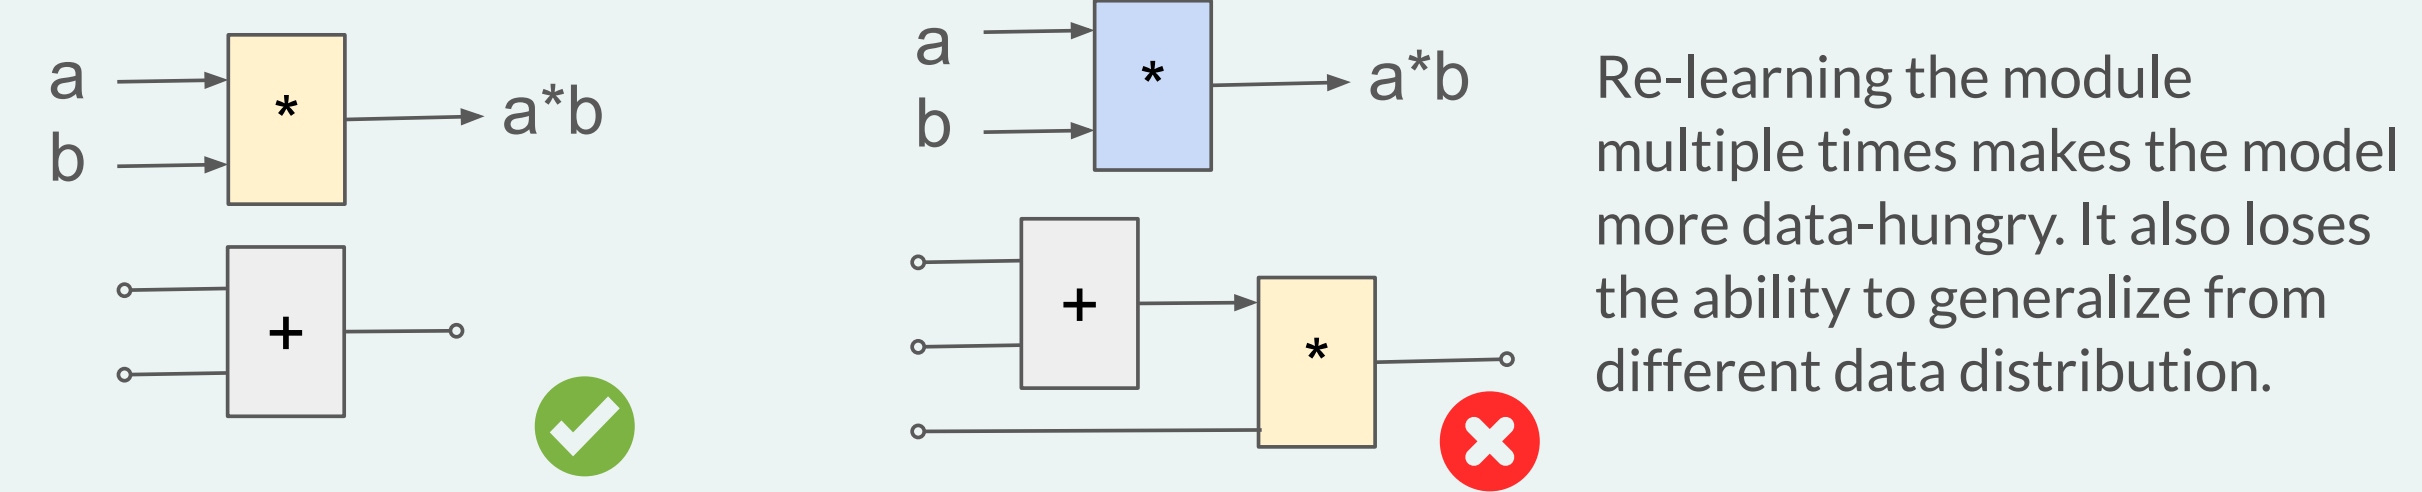 a
b
*
a*b
+
a
b
*
a*b
+
*
Re-learning the module
multiple times makes the model
more data-hungry. It also loses
the ability to generalize from
different data distribution.